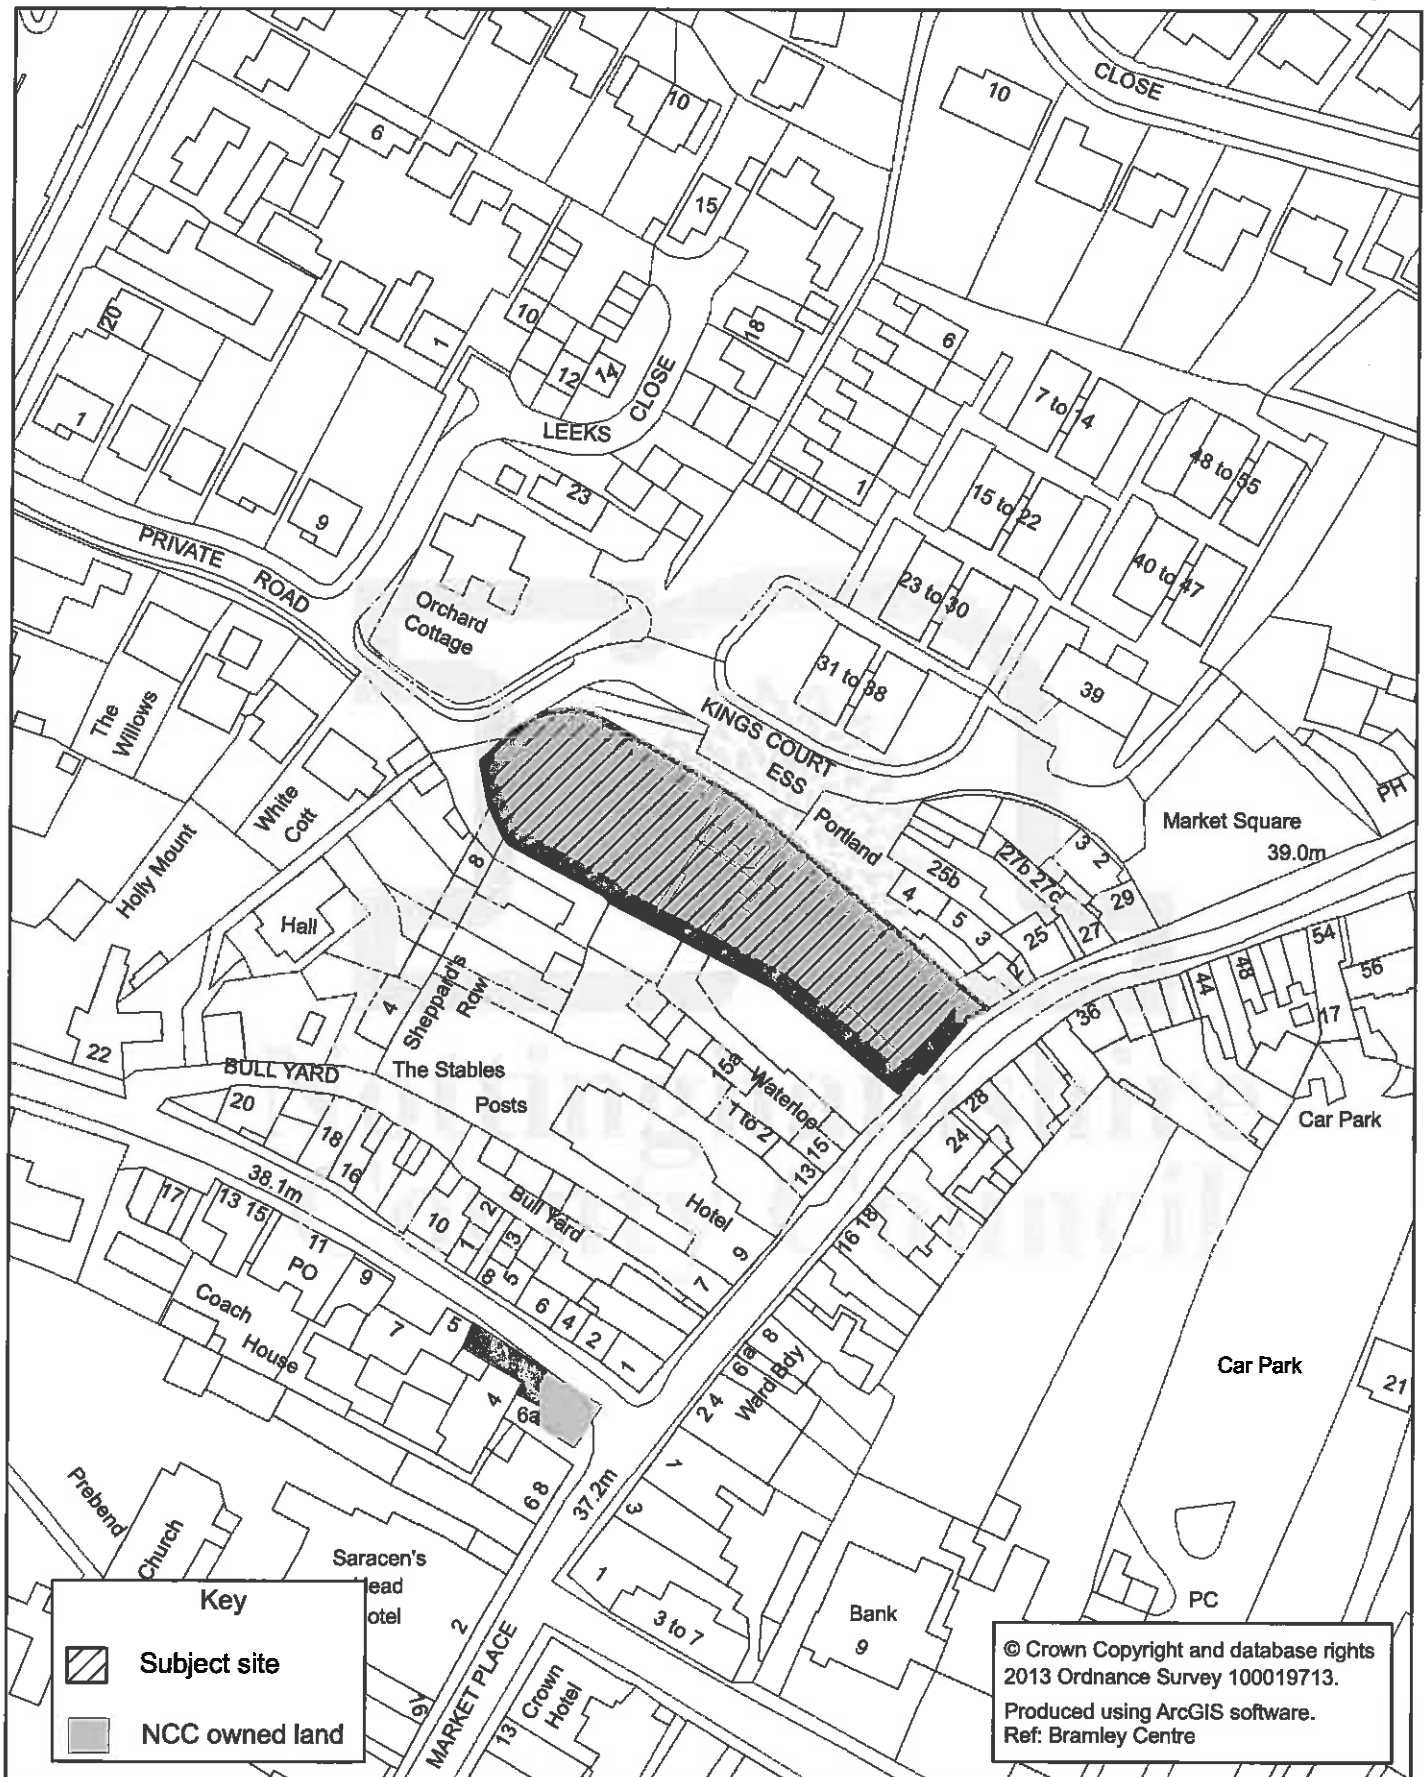 CLOSE
10
10
6
15
20
10
1
18
6
12
14
CLOSE
7 to 14
1
LEEKS
48 to 55
23
1
15 to 22
9
PRIVATE ROAD
40 to 47
23 to 30
Orchard
Cottage
31 to 38
39
The
Willows
KINGS COURT
ESS
PH
White
Cott
Portland
Market Square
39.0m
Holly Mount
8
3
2
27b
27c
25b
29
4
5
3
25
27
Hall
2
54
48
56
44
Sheppard's
Row
4
17
36
22
BULL YARD
The Stables
15a
Waterloo
Posts
20
1 to 2
28
Car Park
18
24
15
16
13
38.1m
17
13
15
Bull Yard
2
Hotel
18
16
10
11
PO
1
3
9
9
8
5
7
Coach
House
6
4
2
5
7
1
8
6a
Ward Bdy
Car Park
21
4
2 4
6a
1
6 8
37.2m
3
Prebend
Church
Saracen's
Head
Hotel
1
PC
3 to 7
Bank
9
2
Key
Subject site
NCC owned land
16
MARKET PLACE
Crown
Hotel
13
© Crown Copyright and database rights
2013 Ordnance Survey 100019713.
Produced using ArcGIS software.
Ref: Bramley Centre
Nottinghamshire
County Council